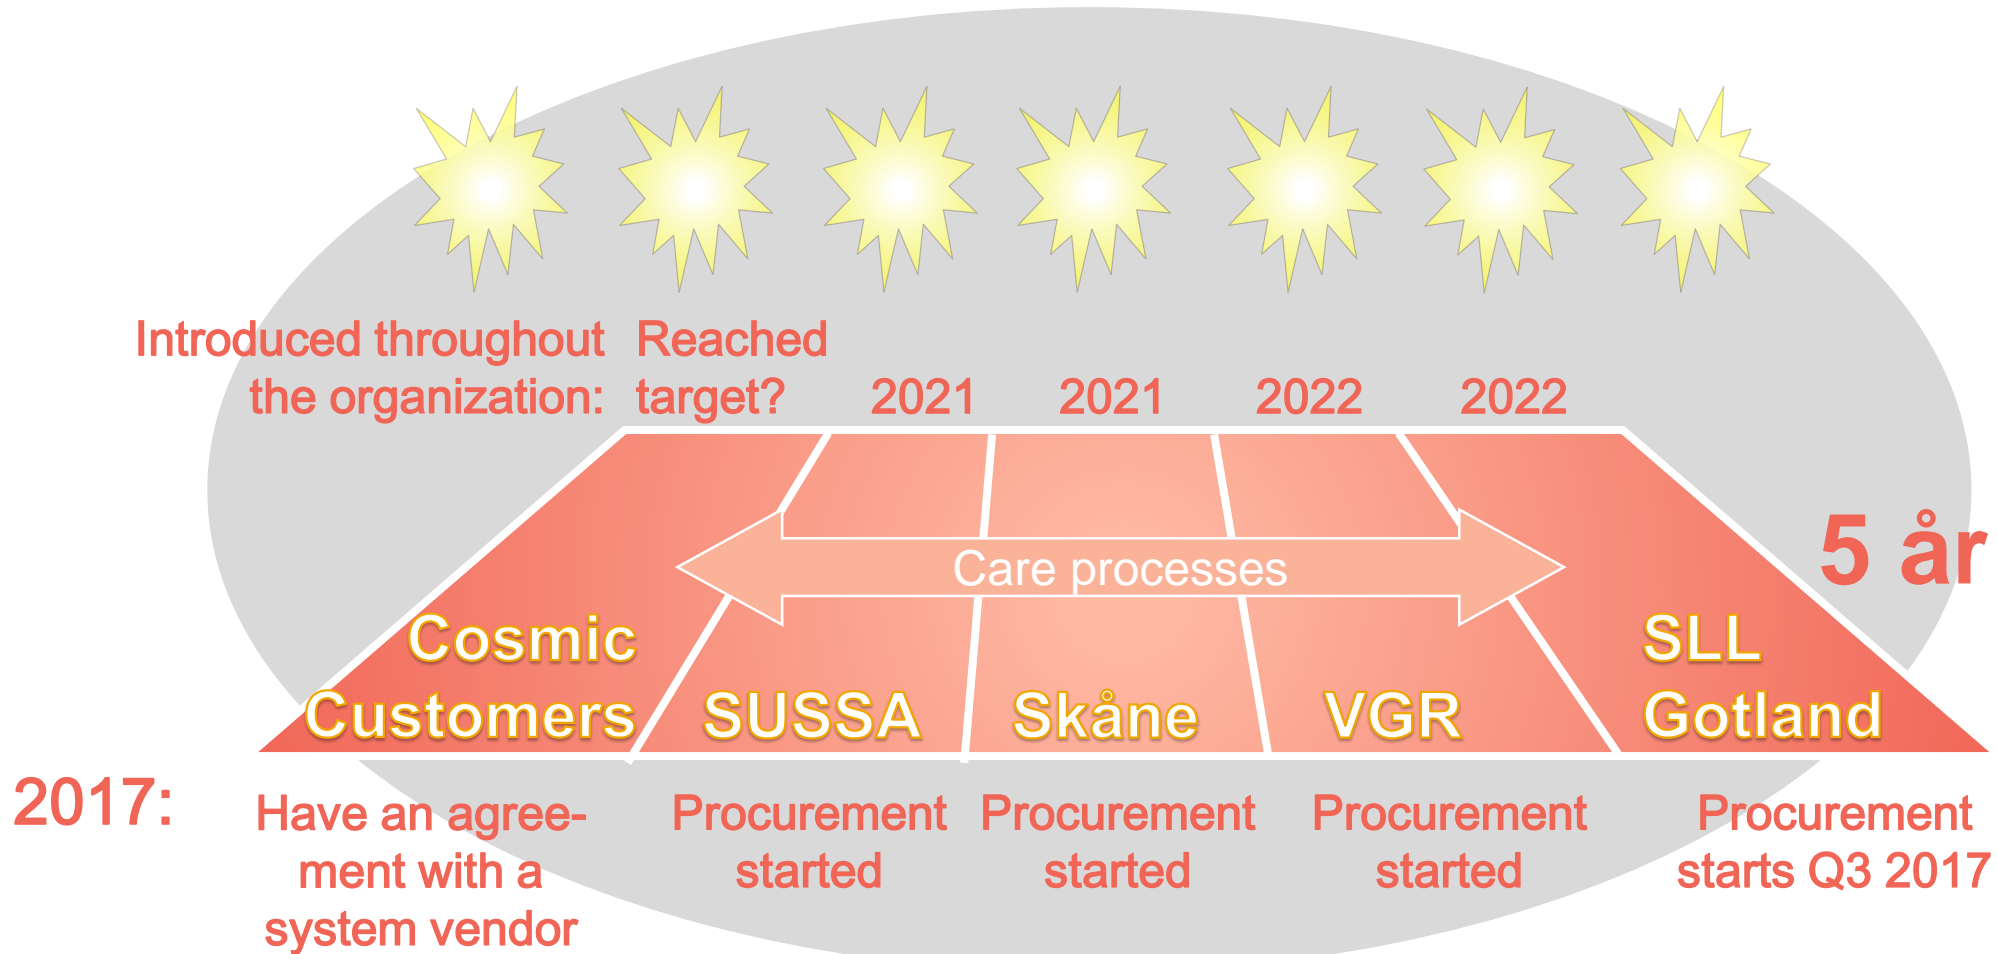 Introduced throughout
the organization:
Reached
target?
2021
2021
2022
2022
Care processes
5 år
Cosmic
Customers
SUSSA
Skåne
VGR
SLL
Gotland
2017:
Have an agree-
ment with a
system vendor
Procurement
started
Procurement
started
Procurement
started
Procurement
starts Q3 2017